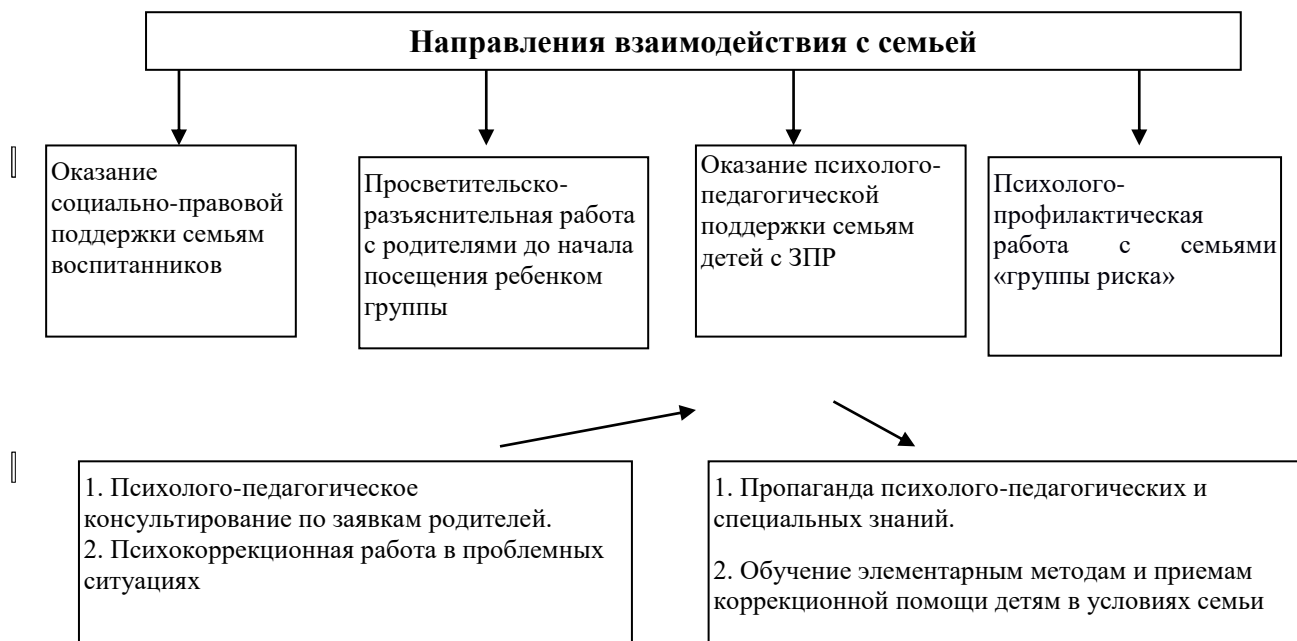 Направления взаимодействия с семьей
Оказание
социально-правовой
поддержки семьям
воспитанников
Просветительско-
разъяснительная работа
с родителями до начала
посещения ребенком
группы
Оказание психолого-
педагогической
поддержки семьям
детей с ЗПР
Психолого-
профилактическая
работа с семьями
«группы риска»
1. Психолого-педагогическое
консультирование по заявкам родителей.
2. Психокоррекционная работа в проблемных
ситуациях
1. Пропаганда психолого-педагогических и
специальных знаний.
2. Обучение элементарным методам и приемам
коррекционной помощи детям в условиях семьи